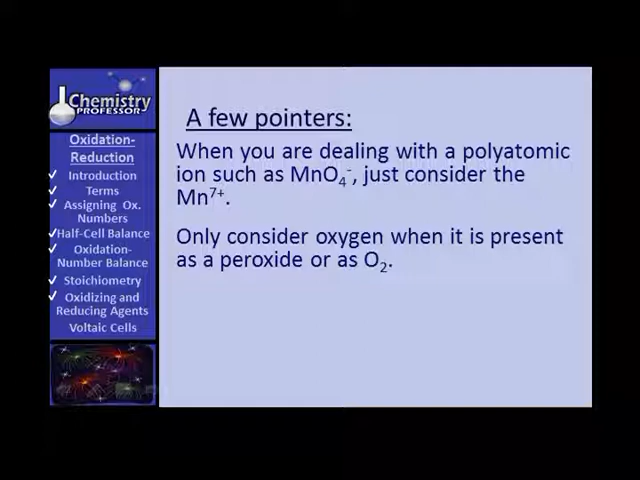 Chemistry
PROFESSOR
Oxidation-
Reduction
✓ Introduction
Terms
✓ Assigning Ox.
Numbers
✓ Half-Cell Balance
✓ Oxidation-
Number Balance
✓ Stoichiometry
✓ Oxidizing and
Reducing Agents
Voltaic Cells
A few pointers:
When you are dealing with a polyatomic
ion such as MnO₄⁻, just consider the
Mn⁷⁺.
Only consider oxygen when it is present
as a peroxide or as O₂.